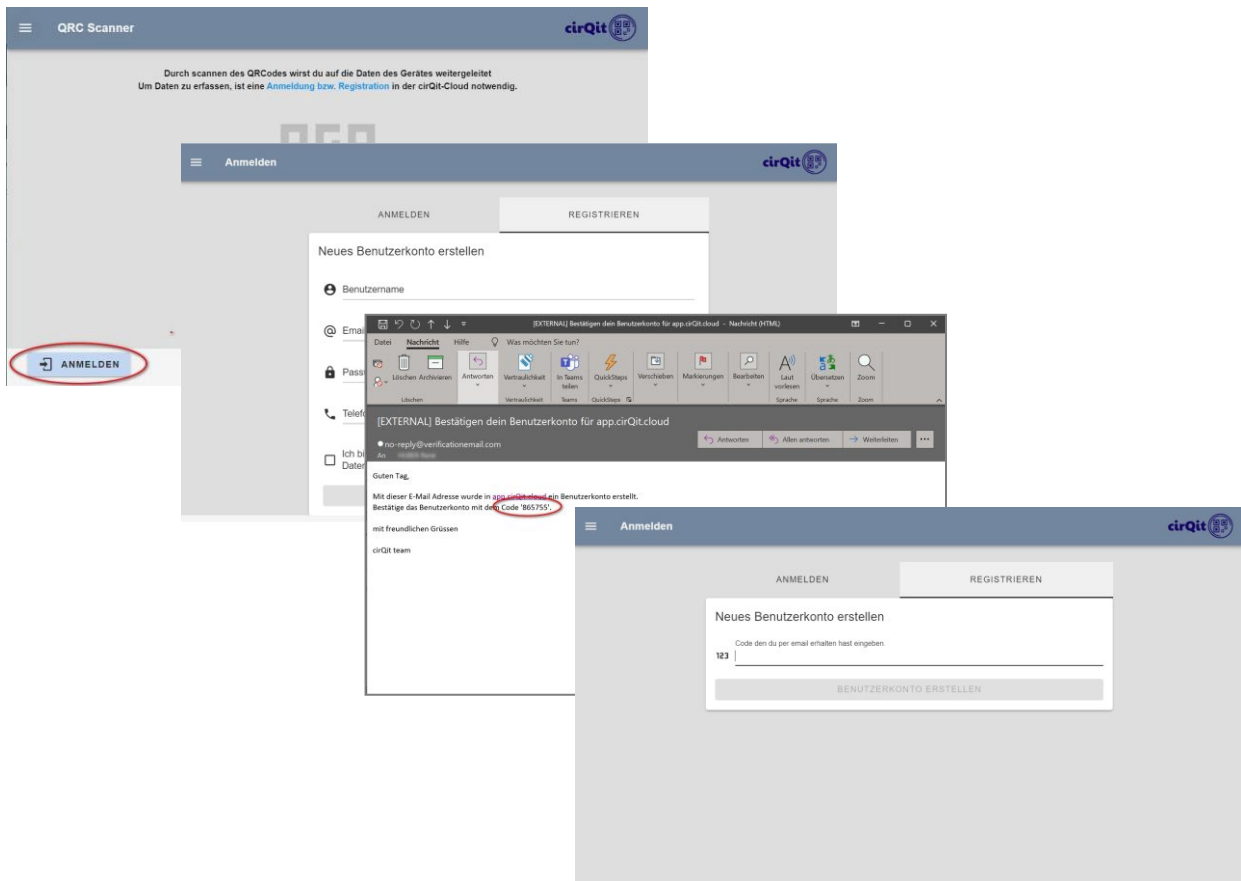 QRC Scanner
cirQit
Durch scannen des QRCodes wirst du auf die Daten des Gerätes weitergeleitet
Um Daten zu erfassen, ist eine Anmeldung bzw. Registration in der cirQit-Cloud notwendig.
ANMELDEN
Anmelden
cirQit
ANMELDEN REGISTRIEREN
Neues Benutzerkonto erstellen
Benutzername
@ Emai
Pass
Telef
Ich bi
Daten
[EXTERNAL] Bestätigen dein Benutzerkonto für app.cirQit.cloud - Nachricht (HTML)
Datei Nachricht Hilfe Was möchten Sie tun?
Löschen Archivieren Antworten Vertraulichkeit In Teams teilen QuickSteps Verschieben Markierungen Bearbeiten Laut vorlesen Übersetzen Zoom
Löschen Vertraulichkeit Teams QuickSteps Sprache Sprache Zoom
[EXTERNAL] Bestätigen dein Benutzerkonto für app.cirQit.cloud
no-reply@verificationemail.com
An
Antworten Allen antworten Weiterleiten
Guten Tag,
Mit dieser E-Mail Adresse wurde in app.cirQit.cloud ein Benutzerkonto erstellt.
Bestätige das Benutzerkonto mit dem Code '865755'.
mit freundlichen Grüssen
cirQit team
Anmelden
cirQit
ANMELDEN REGISTRIEREN
Neues Benutzerkonto erstellen
Code den du per email erhalten hast eingeben.
123
BENUTZERKONTO ERSTELLEN